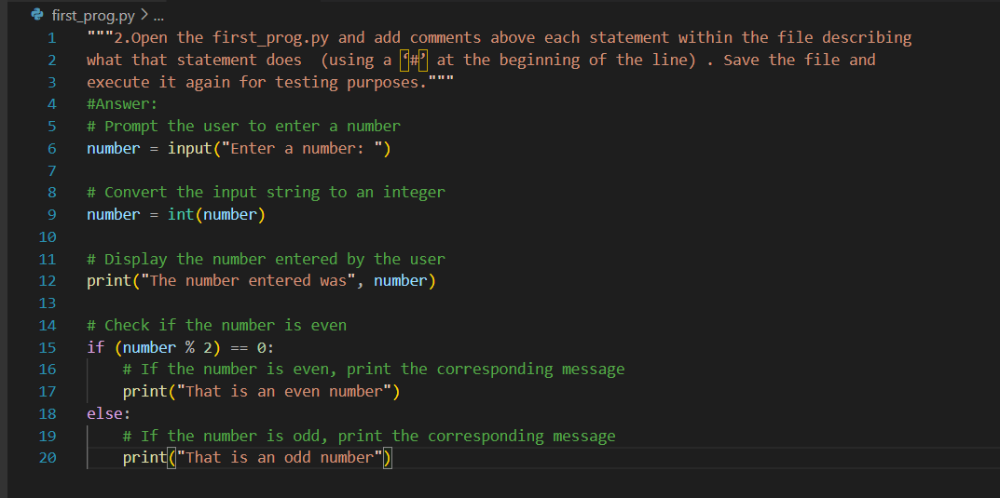 first_prog.py > ...
1 """2.Open the first_prog.py and add comments above each statement within the file describing
2 what that statement does  (using a ‘#’ at the beginning of the line) . Save the file and
3 execute it again for testing purposes."""
4 #Answer:
5 # Prompt the user to enter a number
6 number = input("Enter a number: ")
7
8 # Convert the input string to an integer
9 number = int(number)
10
11 # Display the number entered by the user
12 print("The number entered was", number)
13
14 # Check if the number is even
15 if (number % 2) == 0:
16     # If the number is even, print the corresponding message
17     print("That is an even number")
18 else:
19     # If the number is odd, print the corresponding message
20     print("That is an odd number")